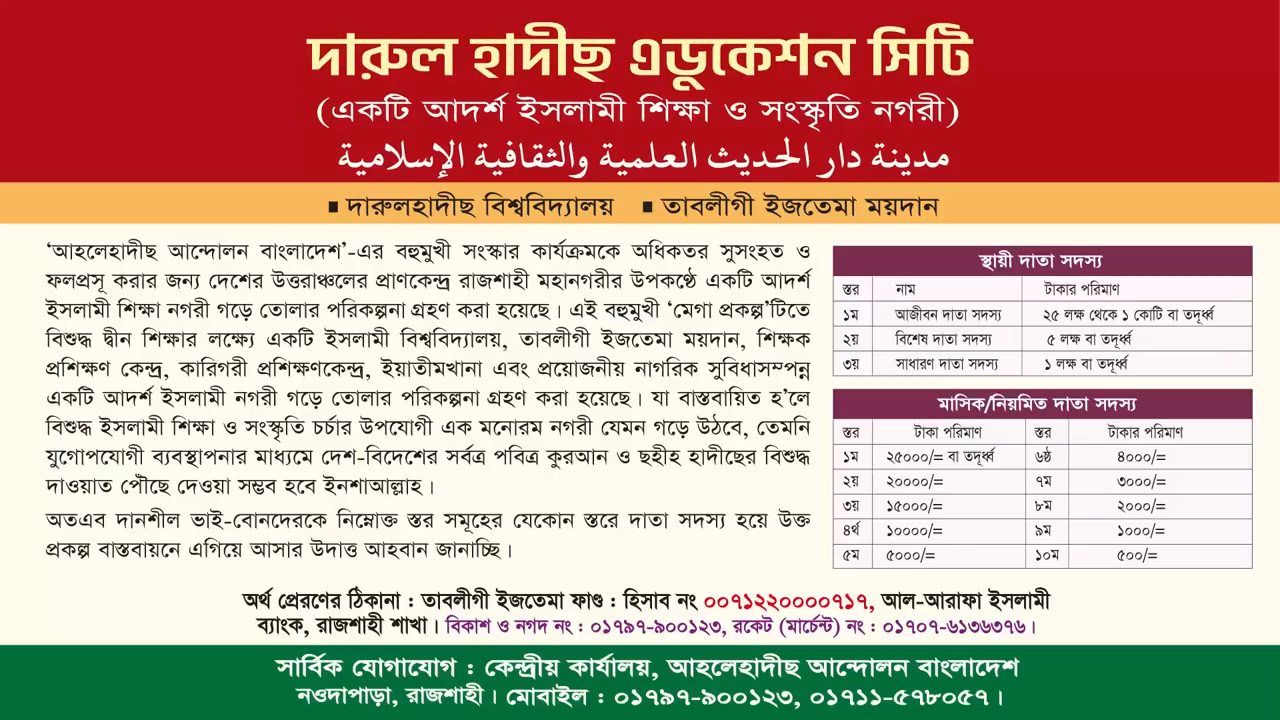 দারুল হাদীছ এডুকেশন সিটি
(একটি আদর্শ ইসলামী শিক্ষা ও সংস্কৃতি নগরী)
مدينة دار الحديث العلمية والثقافية الإسلامية
■ দারুলহাদীছ বিশ্ববিদ্যালয় ■ তাবলীগী ইজতেমা ময়দান
‘আহলেহাদীছ আন্দোলন বাংলাদেশ’-এর বহুমুখী সংস্কার কার্যক্রমকে অধিকতর সুসংহত ও
ফলপ্রসূ করার জন্য দেশের উত্তরাঞ্চলের প্রাণকেন্দ্র রাজশাহী মহানগরীর উপকণ্ঠে একটি আদর্শ
ইসলামী শিক্ষা নগরী গড়ে তোলার পরিকল্পনা গ্রহণ করা হয়েছে। এই বহুমুখী ‘মেগা প্রকল্প’টিতে
বিশুদ্ধ দ্বীন শিক্ষার লক্ষ্যে একটি ইসলামী বিশ্ববিদ্যালয়, তাবলীগী ইজতেমা ময়দান, শিক্ষক
প্রশিক্ষণ কেন্দ্র, কারিগরী প্রশিক্ষণকেন্দ্র, ইয়াতীমখানা এবং প্রয়োজনীয় নাগরিক সুবিধাসম্পন্ন
একটি আদর্শ ইসলামী নগরী গড়ে তোলার পরিকল্পনা গ্রহণ করা হয়েছে। যা বাস্তবায়িত হ’লে
বিশুদ্ধ ইসলামী শিক্ষা ও সংস্কৃতি চর্চার উপযোগী এক মনোরম নগরী যেমন গড়ে উঠবে, তেমনি
যুগোপযোগী ব্যবস্থাপনার মাধ্যমে দেশ-বিদেশের সর্বত্র পবিত্র কুরআন ও ছহীহ হাদীছের বিশুদ্ধ
দাওয়াত পৌঁছে দেওয়া সম্ভব হবে ইনশাআল্লাহ।
অতএব দানশীল ভাই-বোনদেরকে নিম্নোক্ত স্তর সমূহের যেকোন স্তরে দাতা সদস্য হয়ে উক্ত
প্রকল্প বাস্তবায়নে এগিয়ে আসার উদাত্ত আহবান জানাচ্ছি।
স্থায়ী দাতা সদস্য
স্তর নাম টাকার পরিমাণ
১ম আজীবন দাতা সদস্য ২৫ লক্ষ থেকে ১ কোটি বা তদূর্ধ্ব
২য় বিশেষ দাতা সদস্য ৫ লক্ষ বা তদূর্ধ্ব
৩য় সাধারণ দাতা সদস্য ১ লক্ষ বা তদূর্ধ্ব
মাসিক/নিয়মিত দাতা সদস্য
স্তর টাকা পরিমাণ স্তর টাকার পরিমাণ
১ম ২৫০০০/= বা তদূর্ধ্ব ৬ষ্ঠ ৪০০০/=
২য় ২০০০০/= ৭ম ৩০০০/=
৩য় ১৫০০০/= ৮ম ২০০০/=
৪র্থ ১০০০০/= ৯ম ১০০০/=
৫ম ৫০০০/= ১০ম ৫০০/=
অর্থ প্রেরণের ঠিকানা : তাবলীগী ইজতেমা ফাণ্ড : হিসাব নং ০০৭১২২০০০০৭১৭, আল-আরাফা ইসলামী
ব্যাংক, রাজশাহী শাখা। বিকাশ ও নগদ নং : ০১৭৯৭-৯০০১২৩, রকেট (মার্চেন্ট) নং : ০১৭০৭-৬১৩৬৩৭৬।
সার্বিক যোগাযোগ : কেন্দ্রীয় কার্যালয়, আহলেহাদীছ আন্দোলন বাংলাদেশ
নওদাপাড়া, রাজশাহী। মোবাইল : ০১৭৯৭-৯০০১২৩, ০১৭১১-৫৭৮০৫৭।